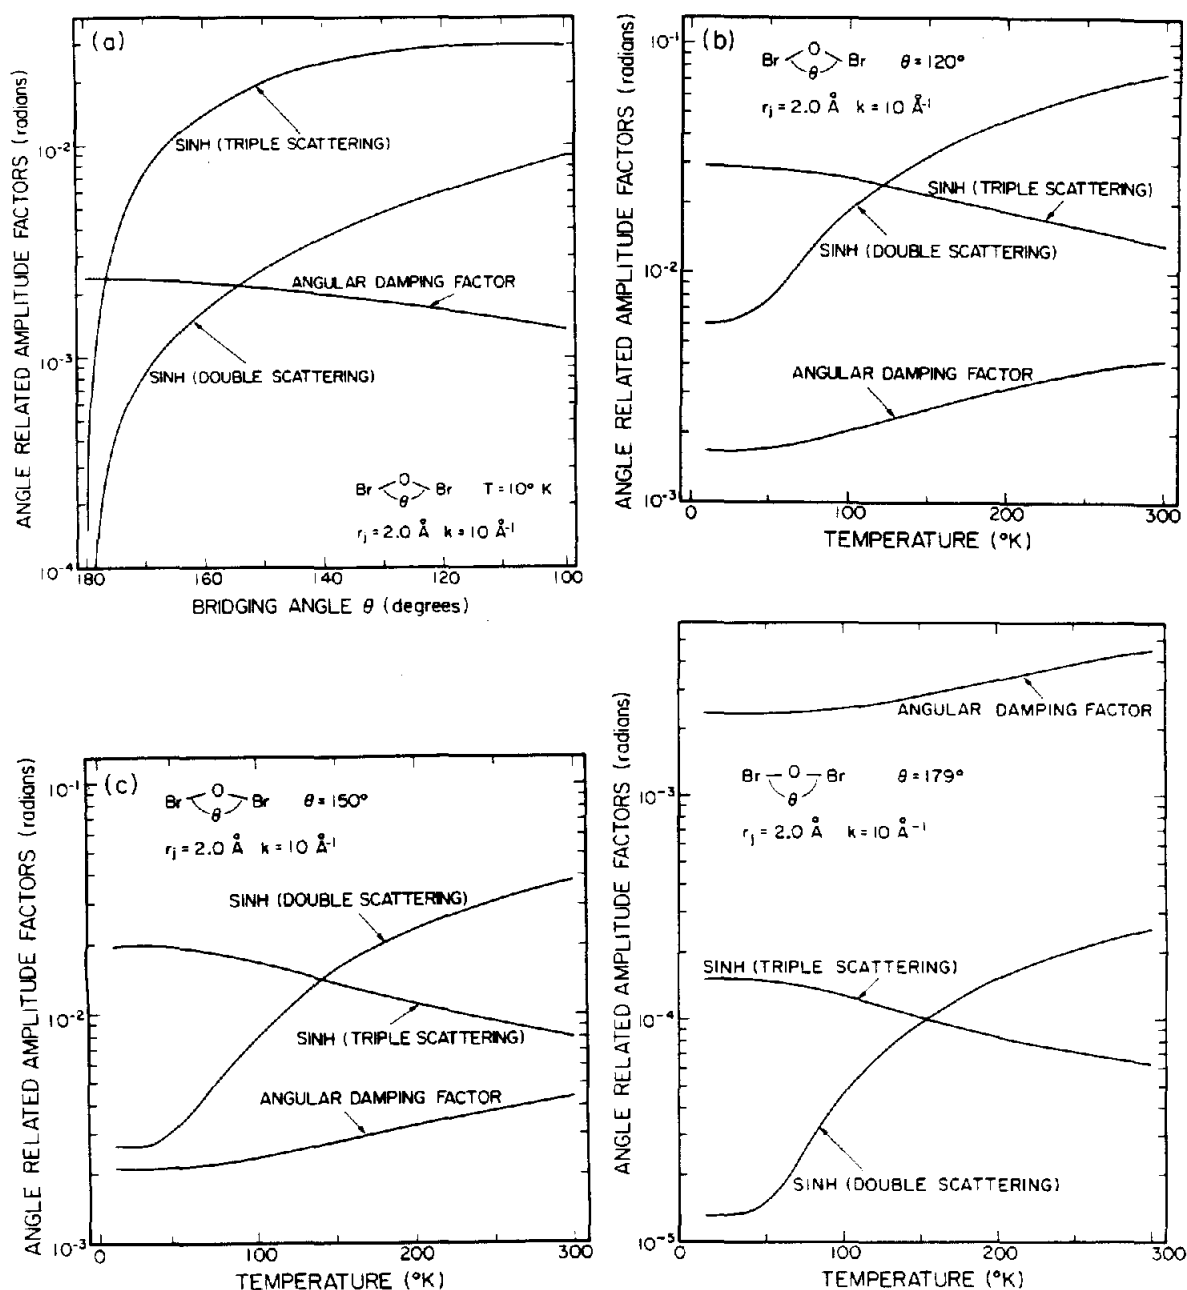 (a)
ANGLE RELATED AMPLITUDE FACTORS (radians)
10-2
10-3
10-4
SINH (TRIPLE SCATTERING)
ANGULAR DAMPING FACTOR
SINH (DOUBLE SCATTERING)
Br O Br T = 10° K
θ
rj = 2.0 Å k = 10 Å-1
180 160 140 120 100
BRIDGING ANGLE θ (degrees)
(b)
ANGLE RELATED AMPLITUDE FACTORS (radians)
10-1
10-2
10-3
Br O Br θ = 120°
θ
rj = 2.0 Å k = 10 Å-1
SINH (TRIPLE SCATTERING)
SINH (DOUBLE SCATTERING)
ANGULAR DAMPING FACTOR
0 100 200 300
TEMPERATURE (°K)
(c)
ANGLE RELATED AMPLITUDE FACTORS (radians)
10-1
10-2
10-3
Br O Br θ = 150°
θ
rj = 2.0 Å k = 10 Å-1
SINH (DOUBLE SCATTERING)
SINH (TRIPLE SCATTERING)
ANGULAR DAMPING FACTOR
0 100 200 300
TEMPERATURE (°K)
ANGLE RELATED AMPLITUDE FACTORS (radians)
10-3
10-4
10-5
ANGULAR DAMPING FACTOR
Br O Br θ = 179°
θ
rj = 2.0 Å k = 10 Å-1
SINH (TRIPLE SCATTERING)
SINH (DOUBLE SCATTERING)
0 100 200 300
TEMPERATURE (°K)